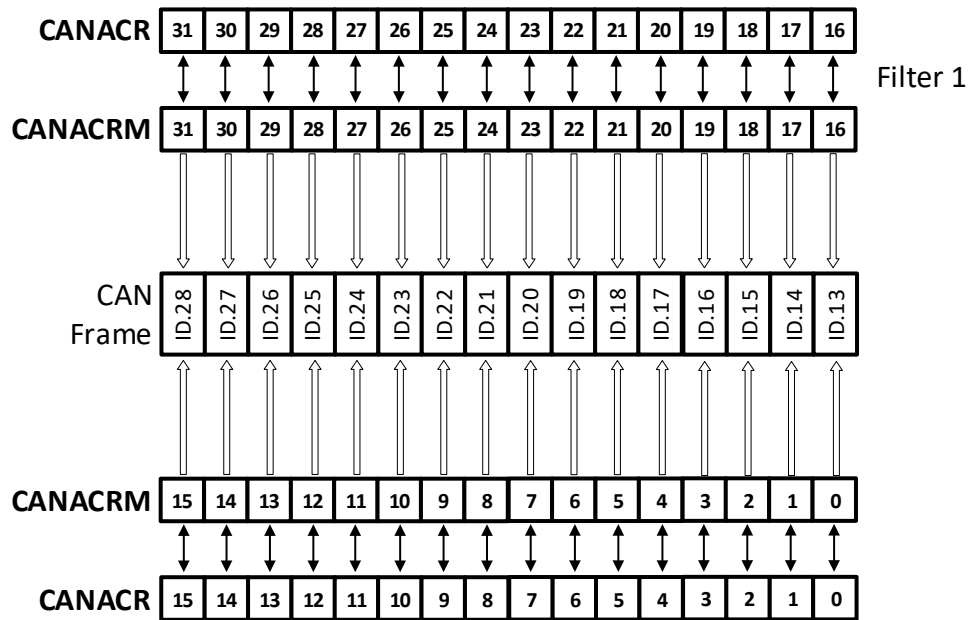 CANACR 31 30 29 28 27 26 25 24 23 22 21 20 19 18 17 16
Filter 1
CANACRM 31 30 29 28 27 26 25 24 23 22 21 20 19 18 17 16
CAN
Frame
ID.28 ID.27 ID.26 ID.25 ID.24 ID.23 ID.22 ID.21 ID.20 ID.19 ID.18 ID.17 ID.16 ID.15 ID.14 ID.13
CANACRM 15 14 13 12 11 10 9 8 7 6 5 4 3 2 1 0
CANACR 15 14 13 12 11 10 9 8 7 6 5 4 3 2 1 0